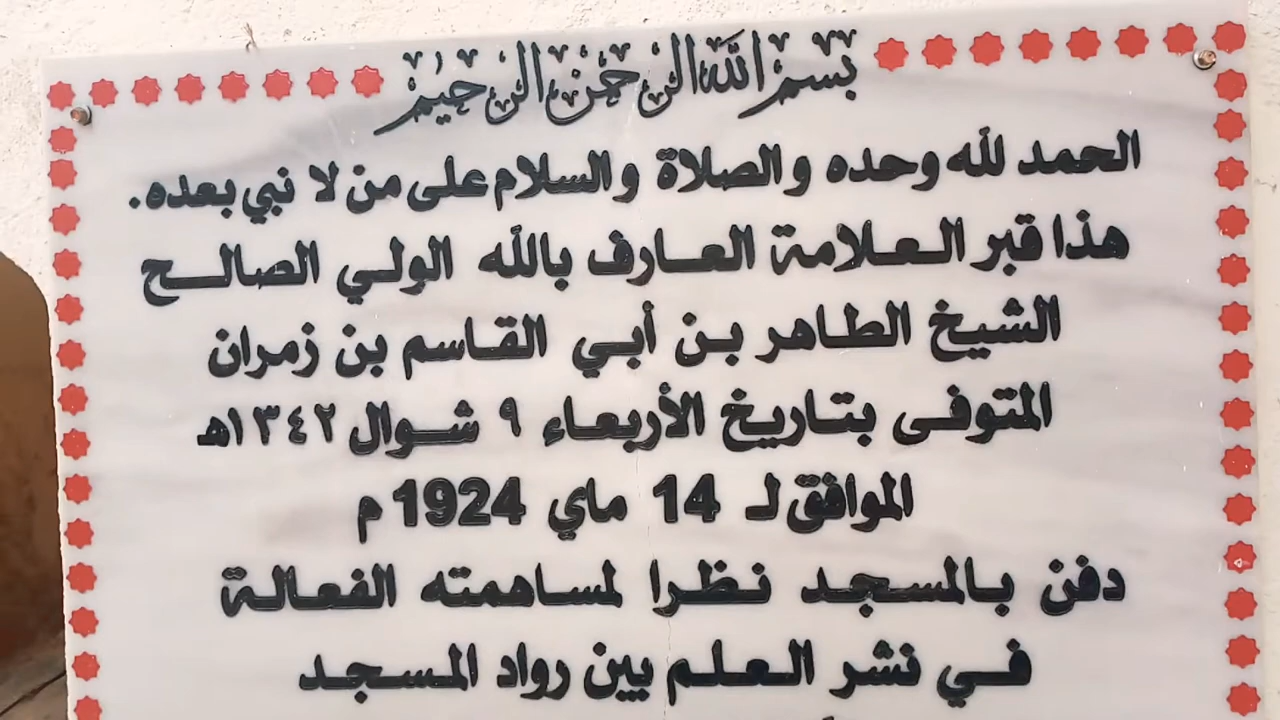 بسم الله الرحمن الرحيم
الحمد لله وحده والصلاة والسلام على من لا نبي بعده.
هذا قبر العلامة العارف بالله الولي الصالح
الشيخ الطاهر بن أبي القاسم بن زمران
المتوفى بتاريخ الأربعاء ٩ شوال ١٣٤٢هـ
الموافق لـ 14 ماي 1924 م
دفن بالمسجد نظرا لمساهمته الفعالة
في نشر العلم بين رواد المسجد